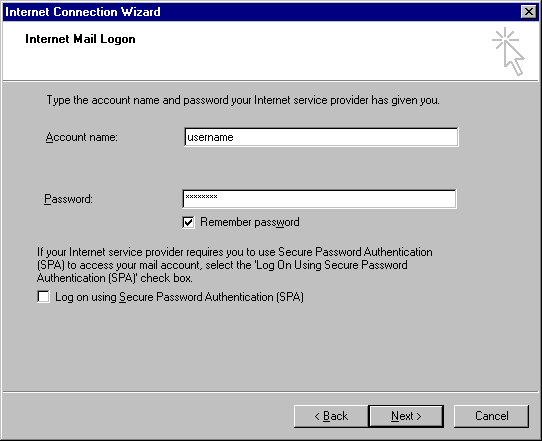 Internet Connection Wizard
Internet Mail Logon
Type the account name and password your Internet service provider has given you.
Account name:
username
Password:
********
Remember password
If your Internet service provider requires you to use Secure Password Authentication
(SPA) to access your mail account, select the 'Log On Using Secure Password
Authentication (SPA)' check box.
Log on using Secure Password Authentication (SPA)
< Back
Next >
Cancel